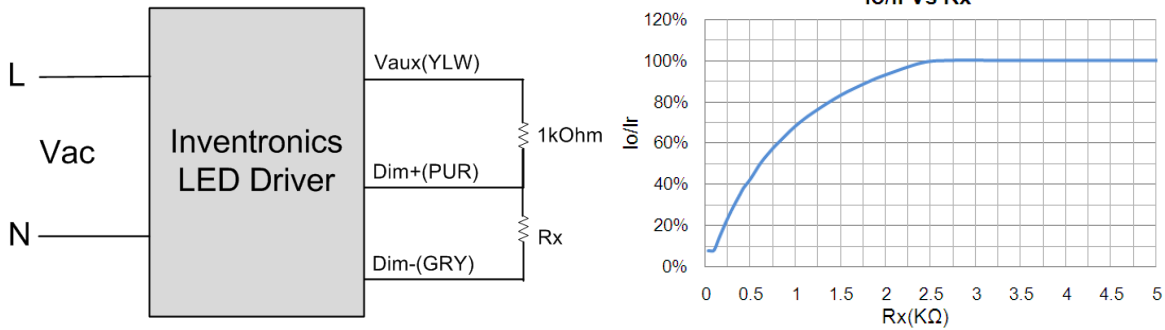 L
Vac
N
Inventronics
LED Driver
Vaux(YLW)
1kOhm
Dim+(PUR)
Rx
Dim-(GRY)
Io/Ir Vs Rx
120%
100%
80%
60%
40%
20%
0%
Io/Ir
0 0.5 1 1.5 2 2.5 3 3.5 4 4.5 5
Rx(KΩ)